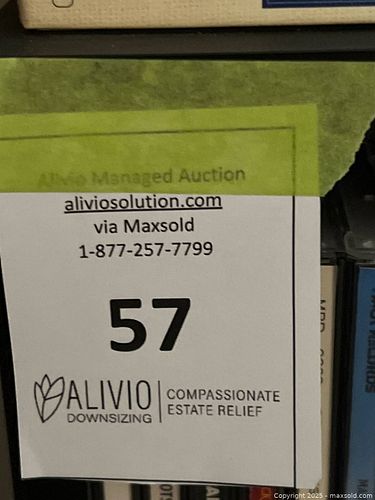 Alivio Managed Auction
aliviosolution.com
via Maxsold
1-877-257-7799
57
ALIVIO
DOWNSIZING
COMPASSIONATE
ESTATE RELIEF
Copyright 2025 - maxsold.com